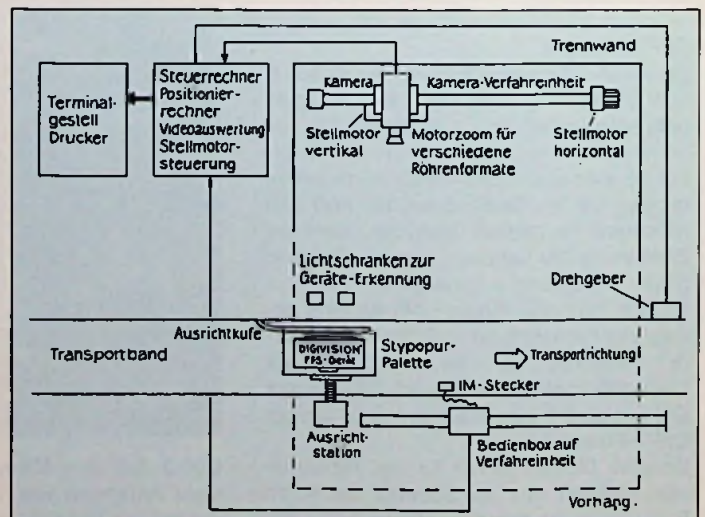 Trennwand
Terminal-
gestell
Drucker
Steuerrechner
Positionier-
rechner
Videoauswertung
Stellmotor-
steuerung
Kamera
Kamera-Verfahreinheit
Stellmotor
vertikal
Motorzoom für
verschiedene
Röhrenformate
Stellmotor
horizontal
Lichtschranken zur
Geräte-Erkennung
Drehgeber
Ausrichtkufe
Transportband
DIGIVISION
FFS-Gerät
Stypopur-
Palette
Transportrichtung
IM-Stecker
Ausricht-
station
Bedienbox auf
Verfahreinheit
Vorhang